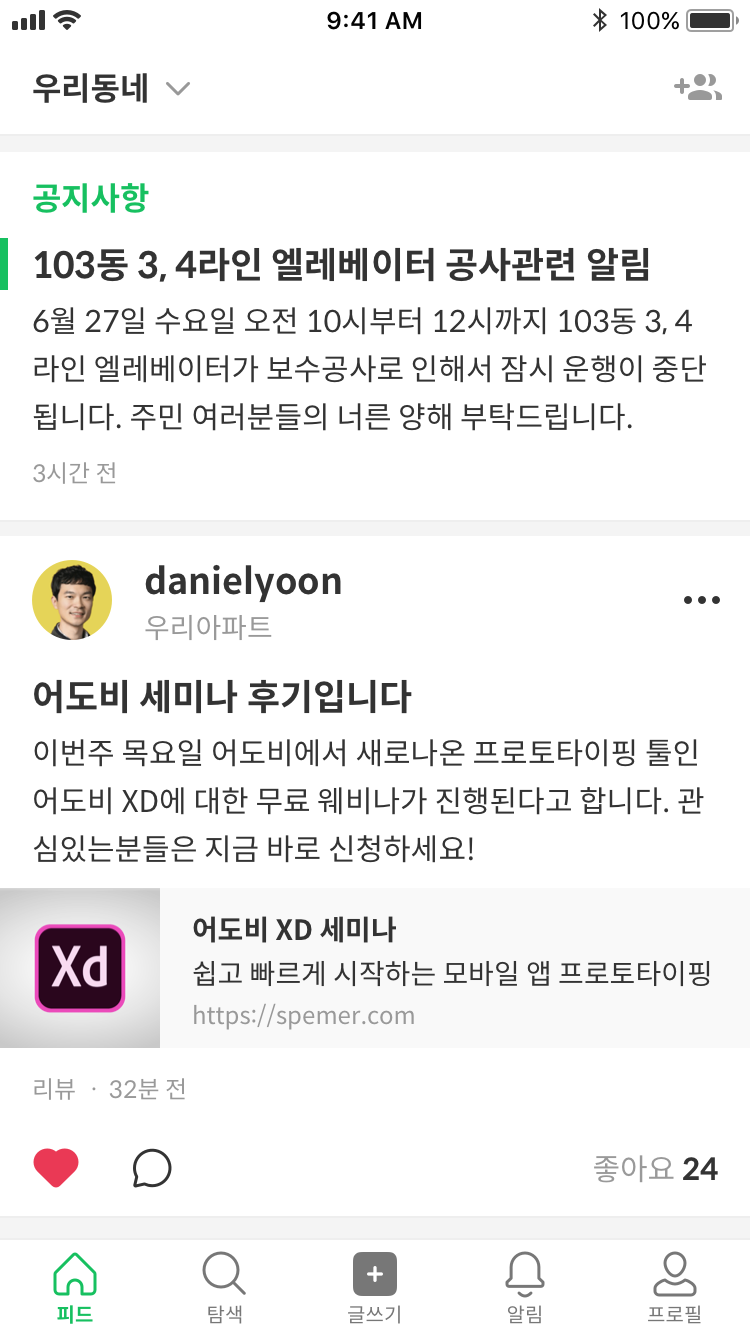 9:41 AM
100%
우리동네
공지사항
103동 3, 4라인 엘레베이터 공사관련 알림
6월 27일 수요일 오전 10시부터 12시까지 103동 3, 4
라인 엘레베이터가 보수공사로 인해서 잠시 운행이 중단
됩니다. 주민 여러분들의 너른 양해 부탁드립니다.
3시간 전
danielyoon
우리아파트
어도비 세미나 후기입니다
이번주 목요일 어도비에서 새로나온 프로토타이핑 툴인
어도비 XD에 대한 무료 웨비나가 진행된다고 합니다. 관
심있는분들은 지금 바로 신청하세요!
Xd
어도비 XD 세미나
쉽고 빠르게 시작하는 모바일 앱 프로토타이핑
https://spemer.com
리뷰 · 32분 전
좋아요 24
피드 탐색 글쓰기 알림 프로필